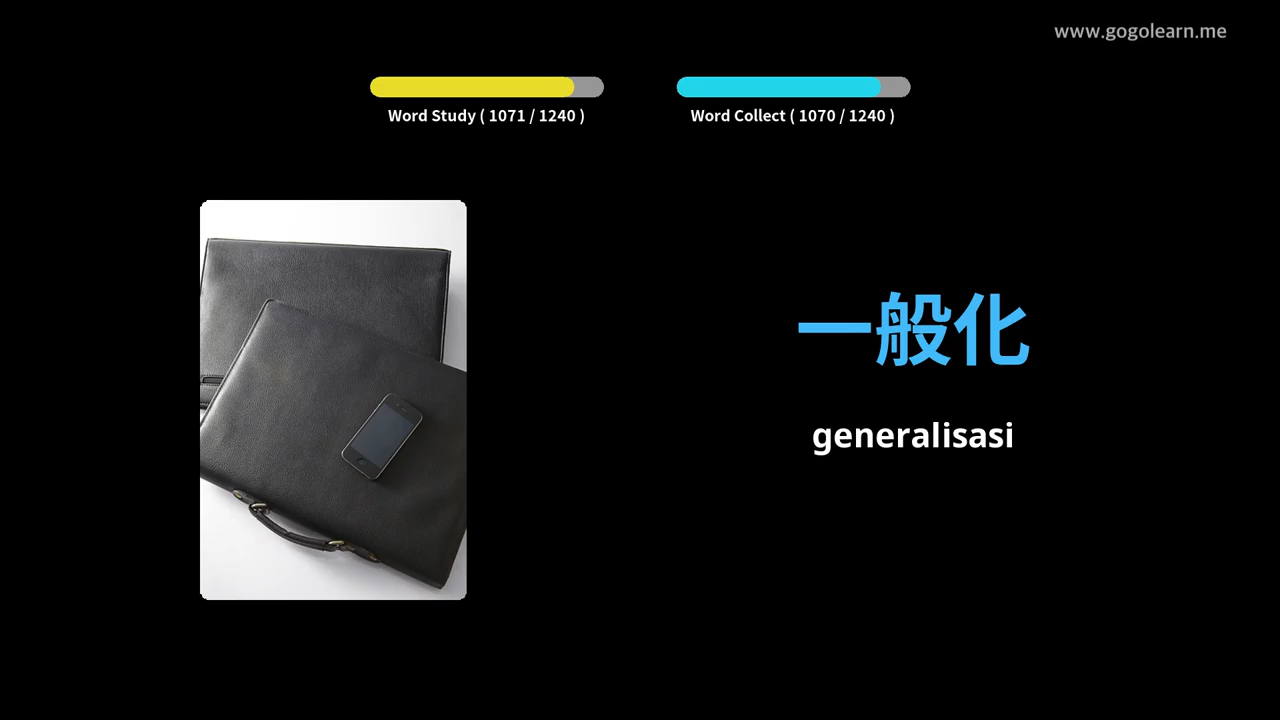 www.gogolearn.me
Word Study ( 1071 / 1240 )
Word Collect ( 1070 / 1240 )
一般化
generalisasi